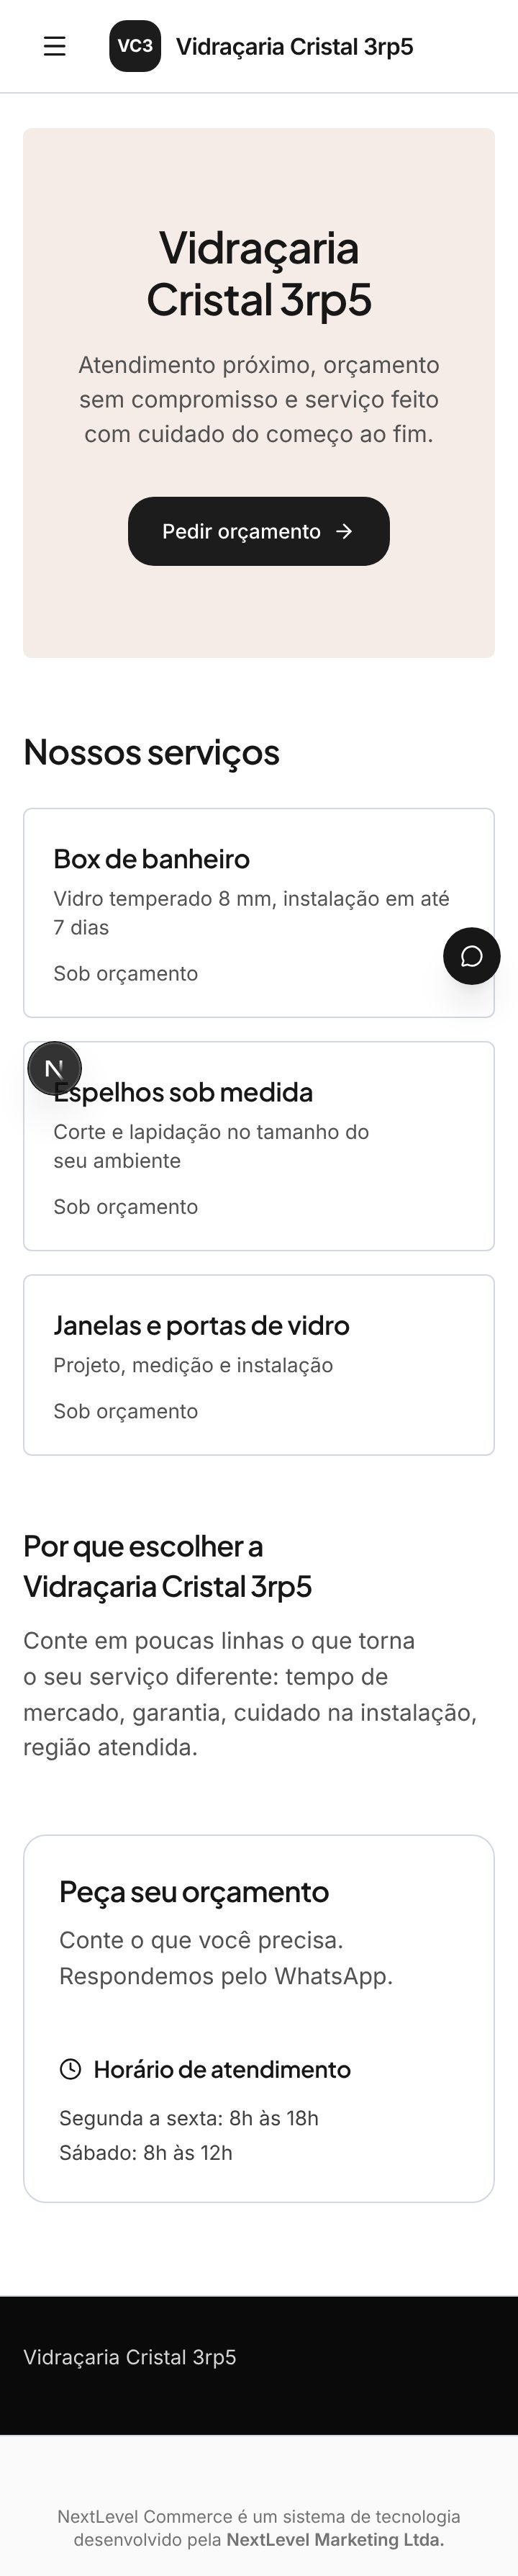 VC3 Vidraçaria Cristal 3rp5
Vidraçaria
Cristal 3rp5
Atendimento próximo, orçamento
sem compromisso e serviço feito
com cuidado do começo ao fim.
Pedir orçamento
Nossos serviços
Box de banheiro
Vidro temperado 8 mm, instalação em até
7 dias
Sob orçamento
N
Espelhos sob medida
Corte e lapidação no tamanho do
seu ambiente
Sob orçamento
Janelas e portas de vidro
Projeto, medição e instalação
Sob orçamento
Por que escolher a
Vidraçaria Cristal 3rp5
Conte em poucas linhas o que torna
o seu serviço diferente: tempo de
mercado, garantia, cuidado na instalação,
região atendida.
Peça seu orçamento
Conte o que você precisa.
Respondemos pelo WhatsApp.
Horário de atendimento
Segunda a sexta: 8h às 18h
Sábado: 8h às 12h
Vidraçaria Cristal 3rp5
NextLevel Commerce é um sistema de tecnologia
desenvolvido pela NextLevel Marketing Ltda.